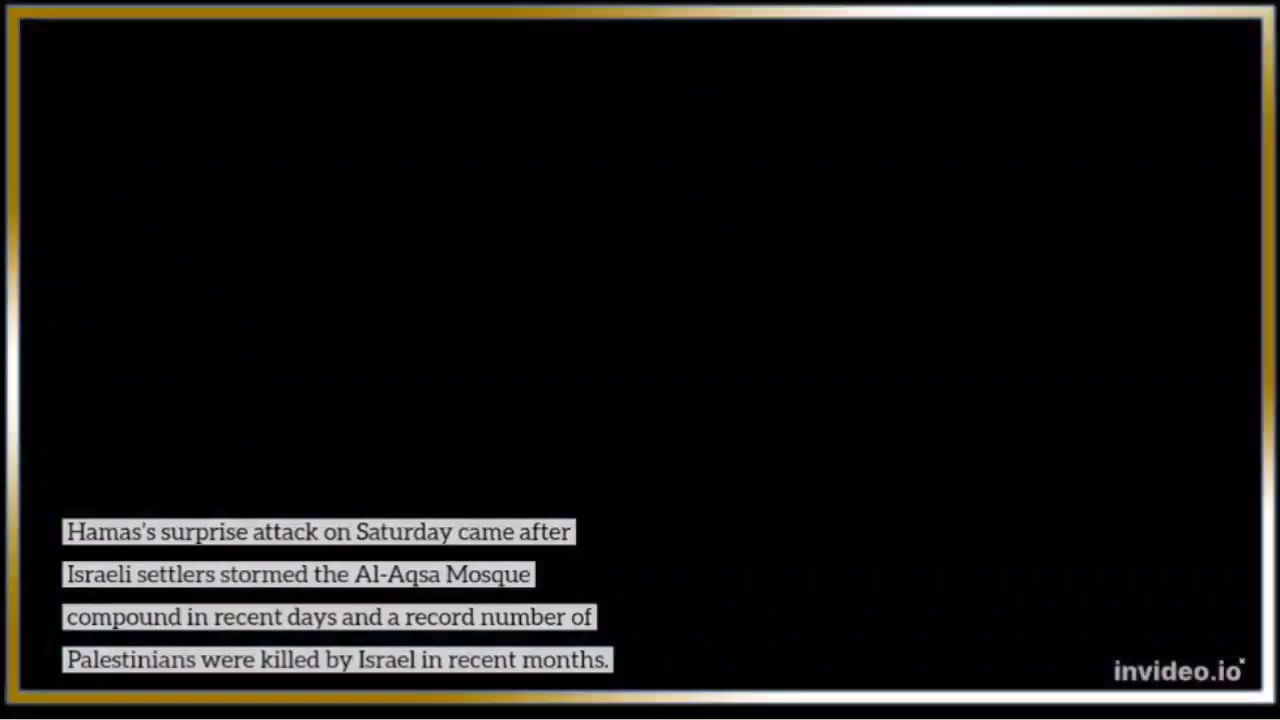 Hamas's surprise attack on Saturday came after
Israeli settlers stormed the Al-Aqsa Mosque
compound in recent days and a record number of
Palestinians were killed by Israel in recent months.
invideo.io